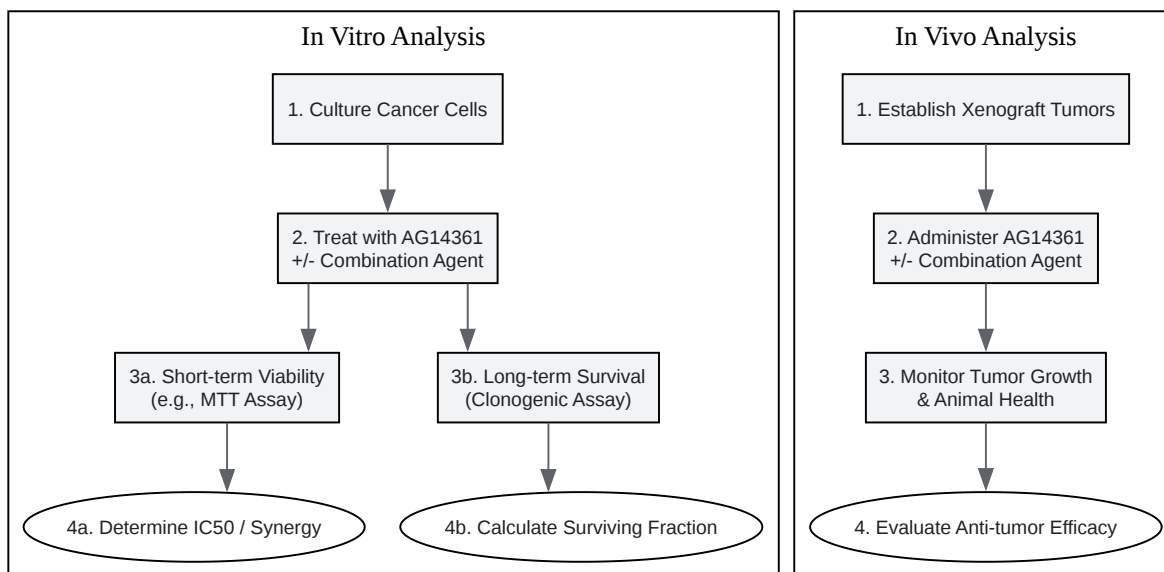 In Vitro Analysis
1. Culture Cancer Cells
2. Treat with AG14361
+/- Combination Agent
3a. Short-term Viability
(e.g., MTT Assay)
3b. Long-term Survival
(Clonogenic Assay)
4a. Determine IC50 / Synergy
4b. Calculate Surviving Fraction
In Vivo Analysis
1. Establish Xenograft Tumors
2. Administer AG14361
+/- Combination Agent
3. Monitor Tumor Growth
& Animal Health
4. Evaluate Anti-tumor Efficacy